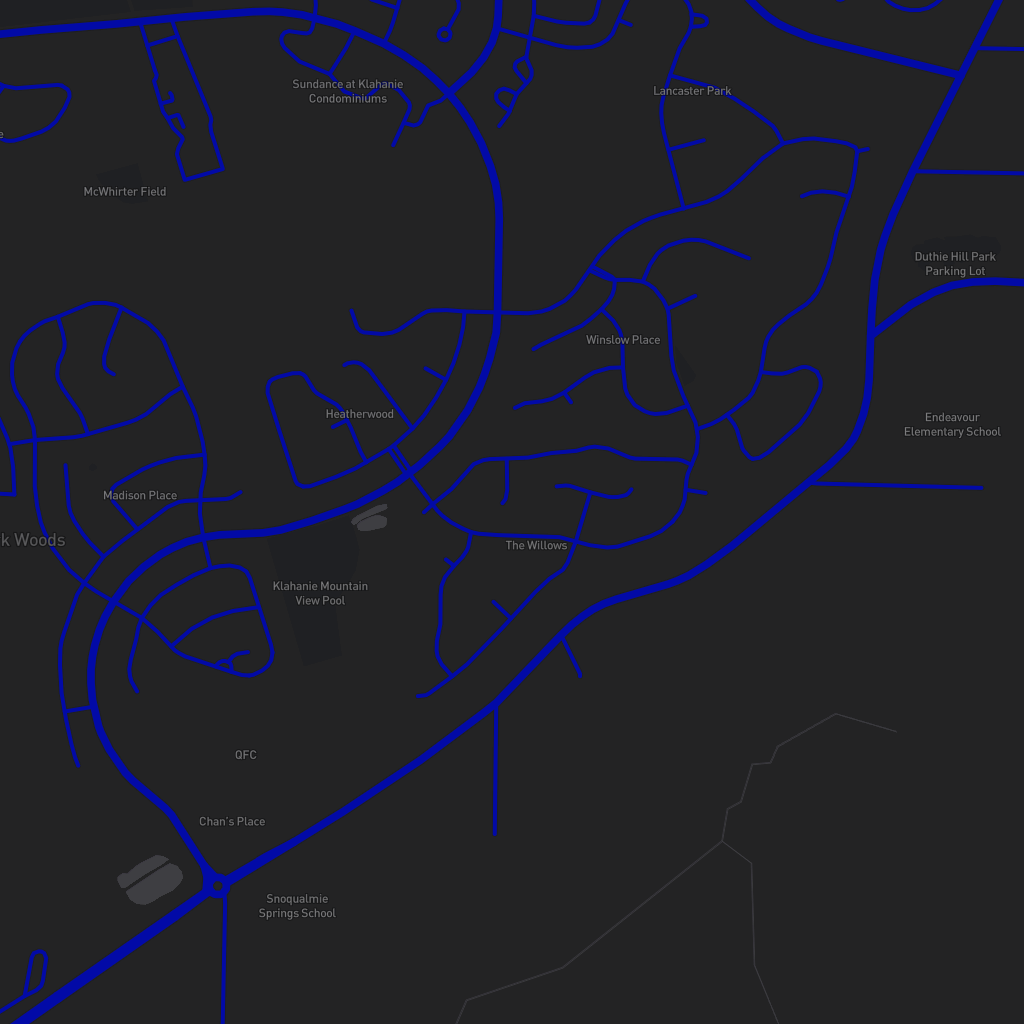 Sundance at Klahanie
Condominiums
Lancaster Park
e
McWhirter Field
Duthie Hill Park
Parking Lot
Winslow Place
Heatherwood
Endeavour
Elementary School
Madison Place
k Woods
The Willows
Klahanie Mountain
View Pool
QFC
Chan's Place
Snoqualmie
Springs School